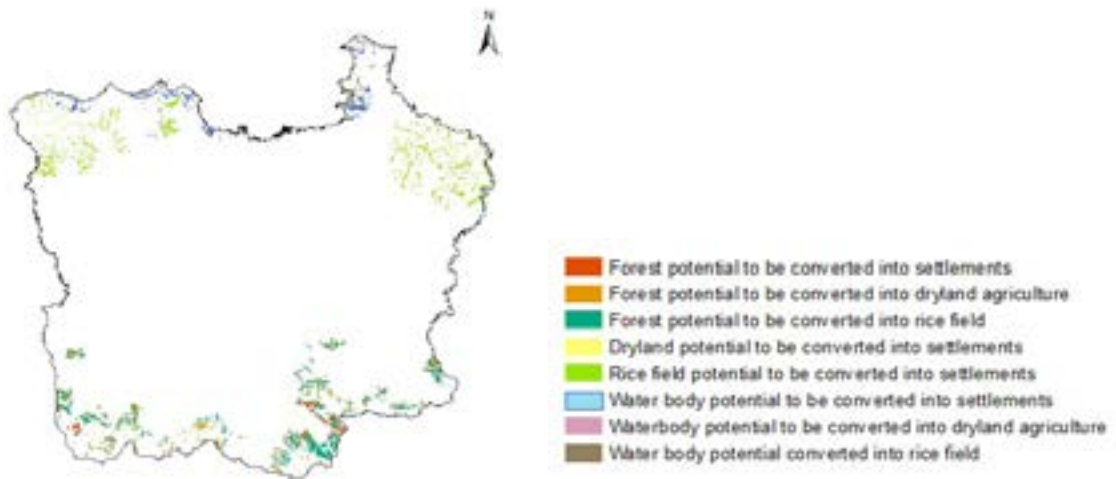 N
Forest potential to be converted into settlements
Forest potential to be converted into dryland agriculture
Forest potential to be converted into rice field
Dryland potential to be converted into settlements
Rice field potential to be converted into settlements
Water body potential to be converted into settlements
Waterbody potential to be converted into dryland agriculture
Water body potential converted into rice field